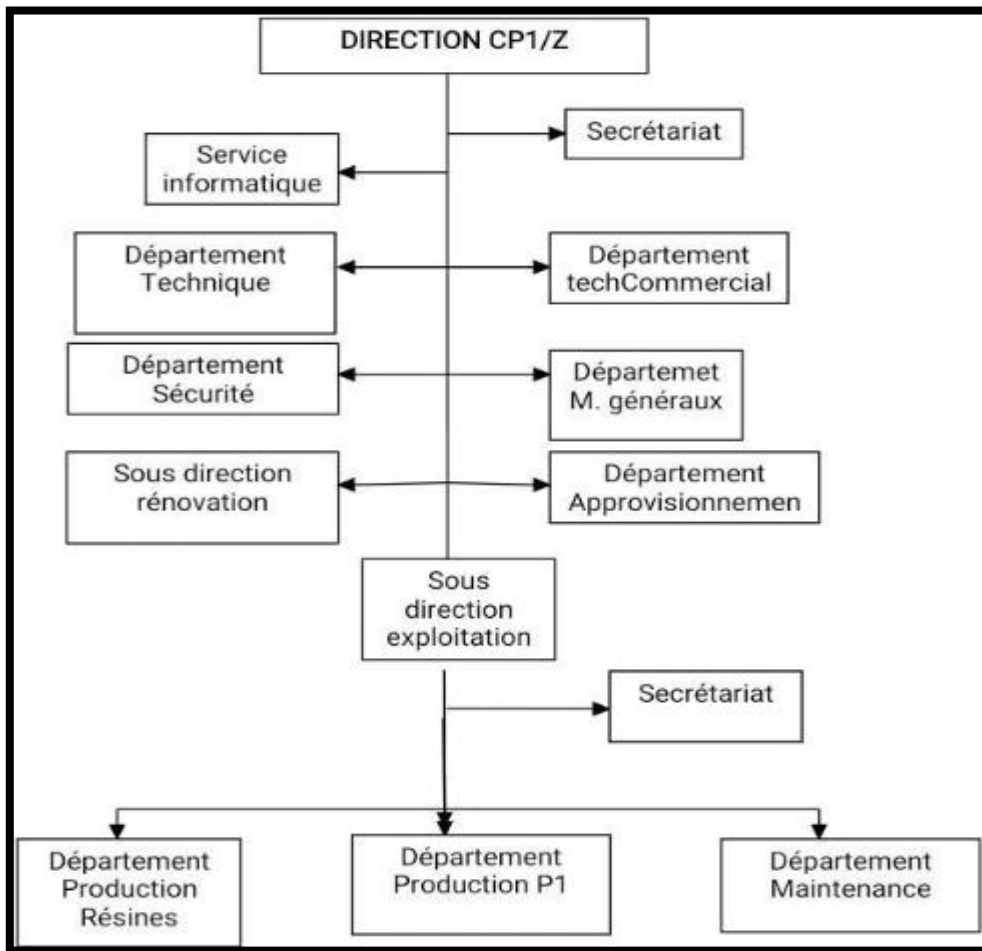 DIRECTION CP1/Z
Secrétariat
Service
informatique
Département
Technique
Département
techCommercial
Département
Sécurité
Départemet
M. généraux
Sous direction
rénovation
Département
Approvisionnemen
Sous
direction
exploitation
Secrétariat
Département
Production
Résines
Département
Production P1
Département
Maintenance